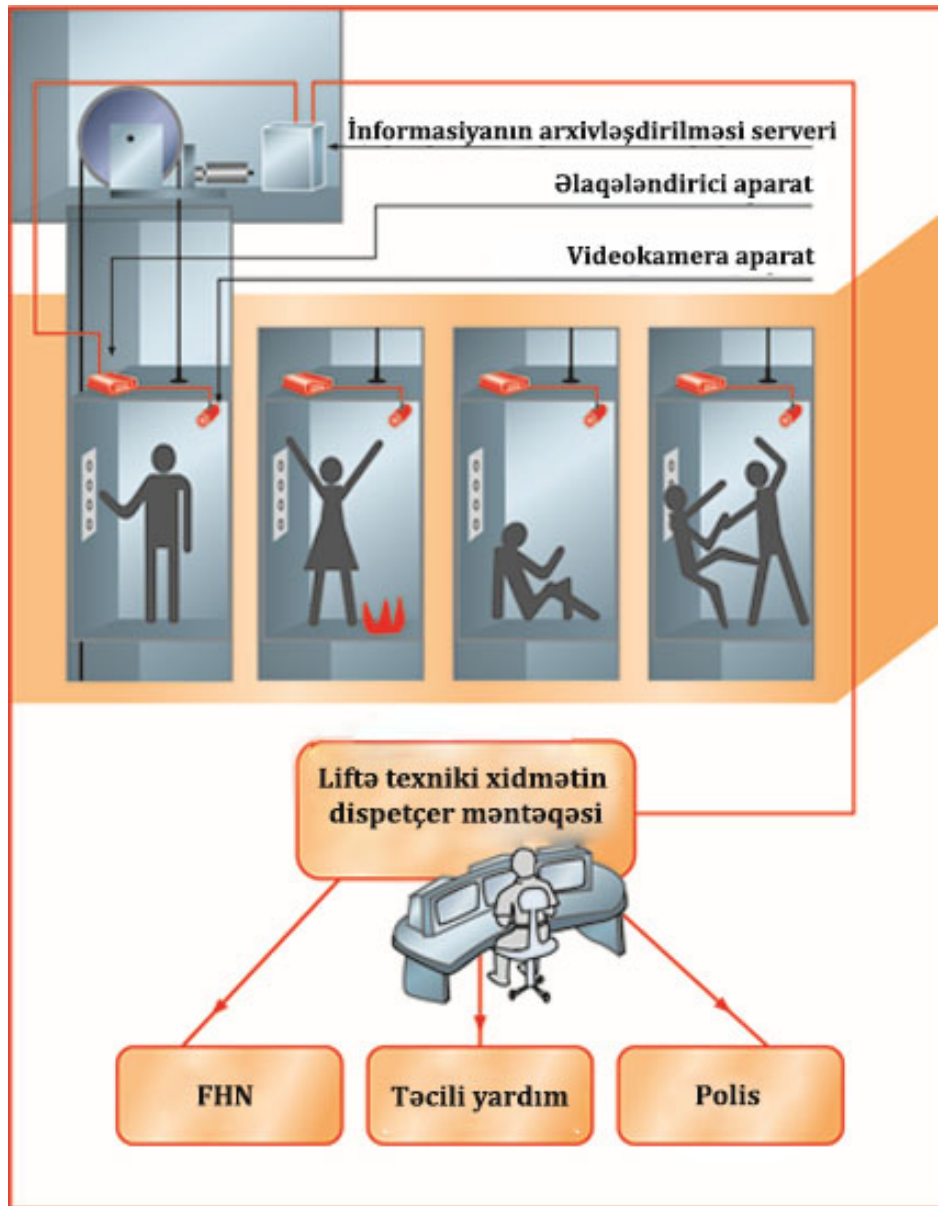 İnformasiyanın arxivləşdirilməsi serveri
Əlaqələndirici aparat
Videokamera aparat
Liftə texniki xidmətin
dispetçer məntəqəsi
FHN
Təcili yardım
Polis